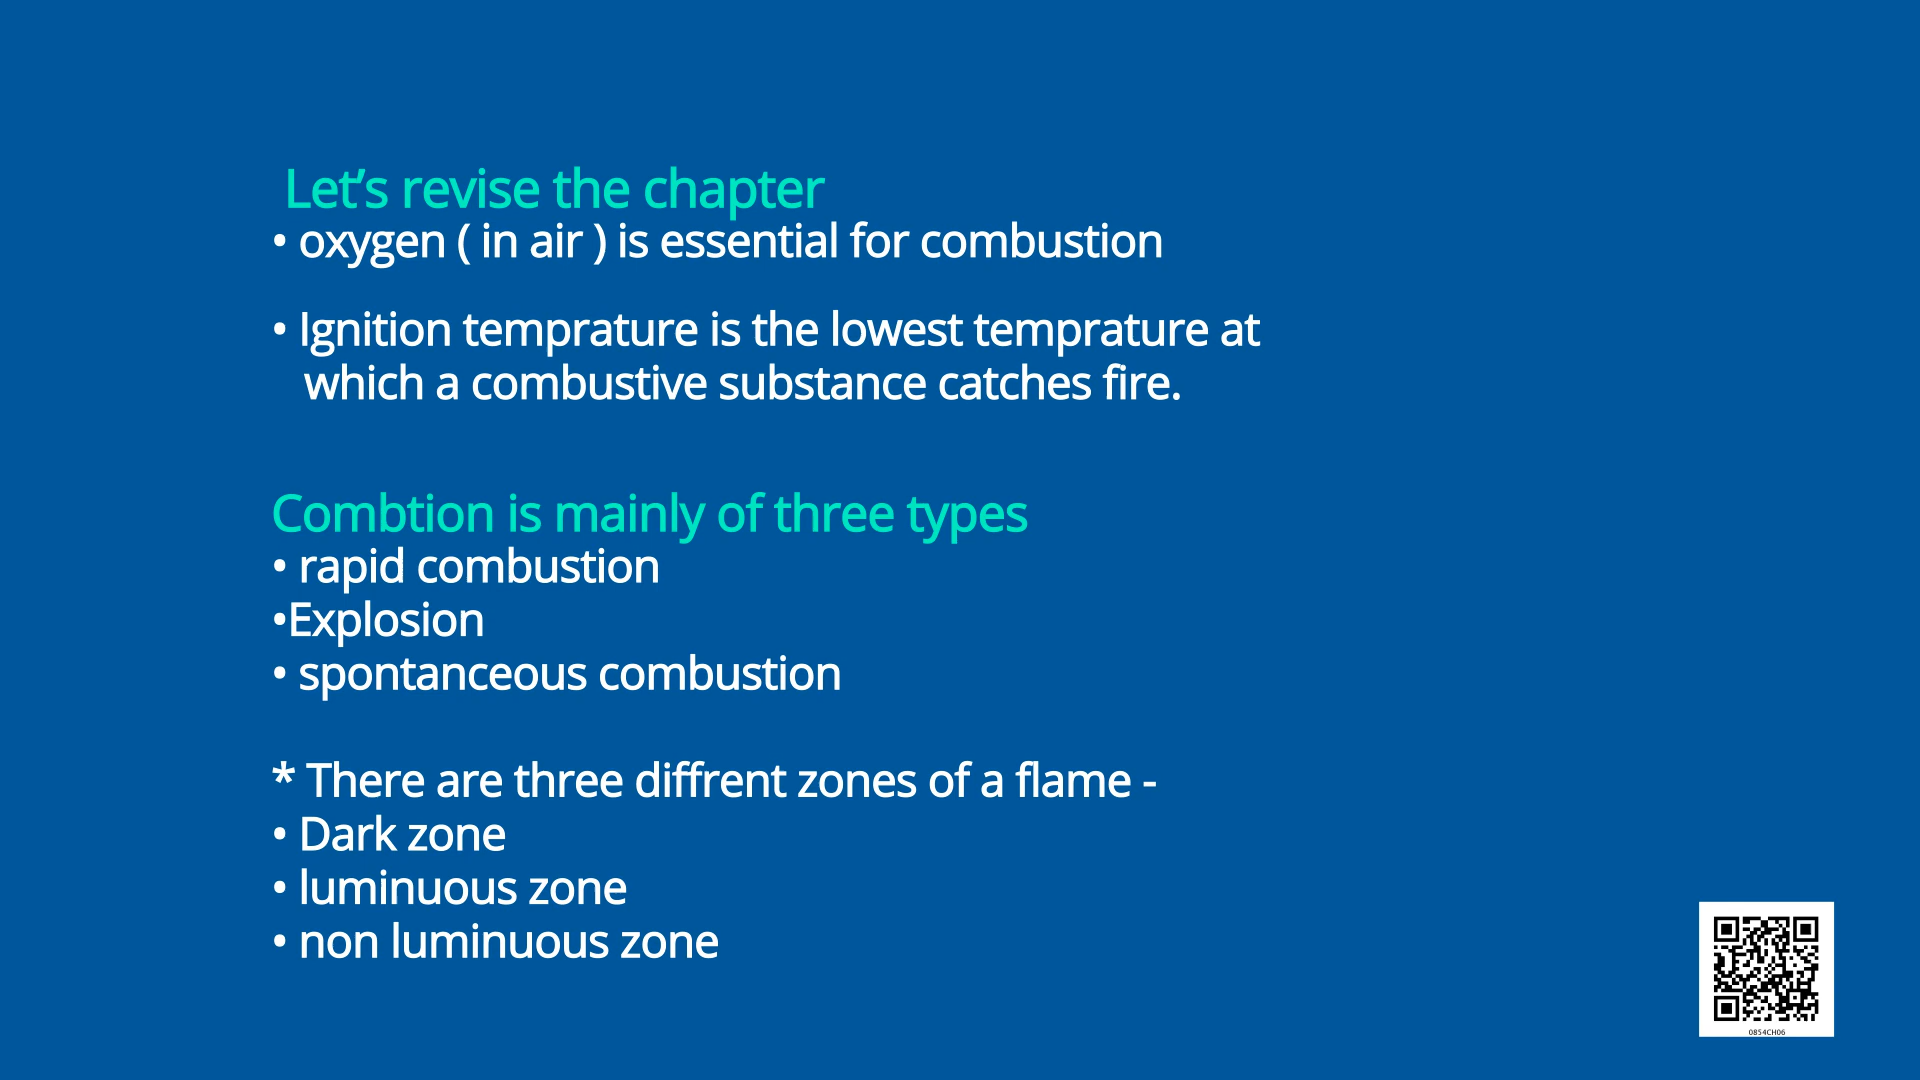 Let’s revise the chapter
• oxygen ( in air ) is essential for combustion
• Ignition temprature is the lowest temprature at
which a combustive substance catches fire.
Combtion is mainly of three types
• rapid combustion
•Explosion
• spontanceous combustion
* There are three diffrent zones of a flame -
• Dark zone
• luminuous zone
• non luminuous zone
0854CH06